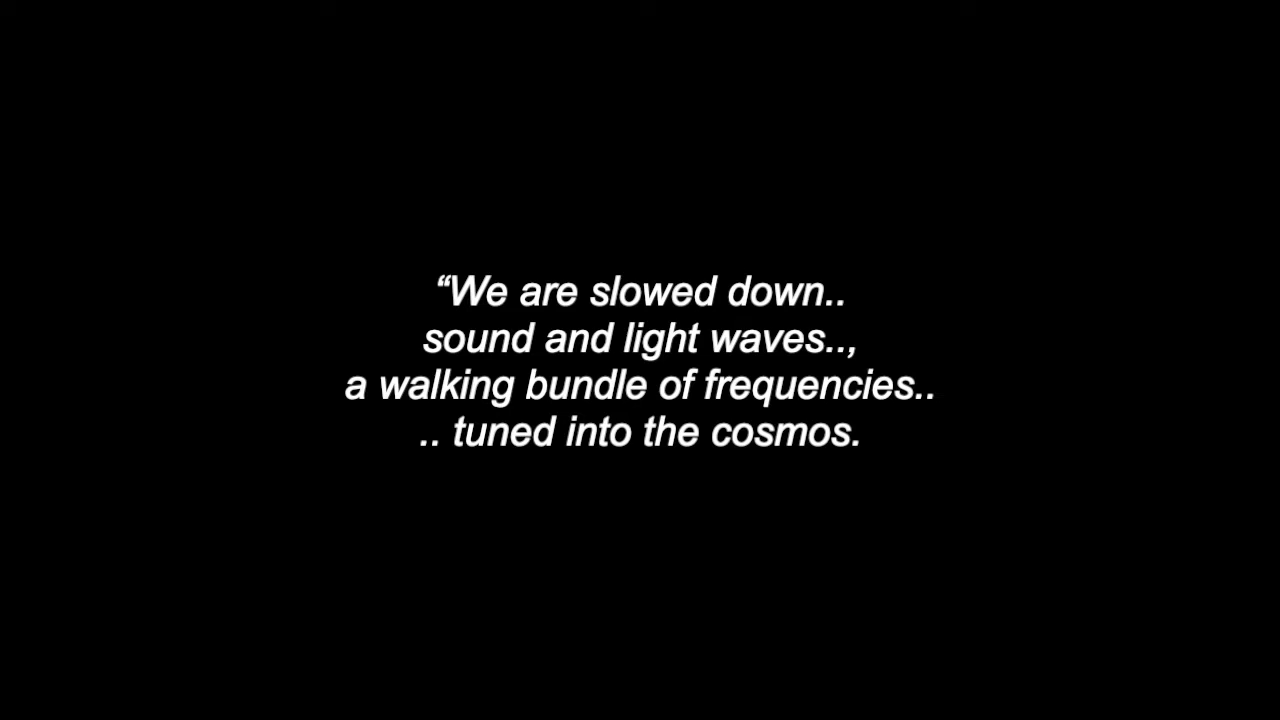 “We are slowed down..
sound and light waves..,
a walking bundle of frequencies..
.. tuned into the cosmos.